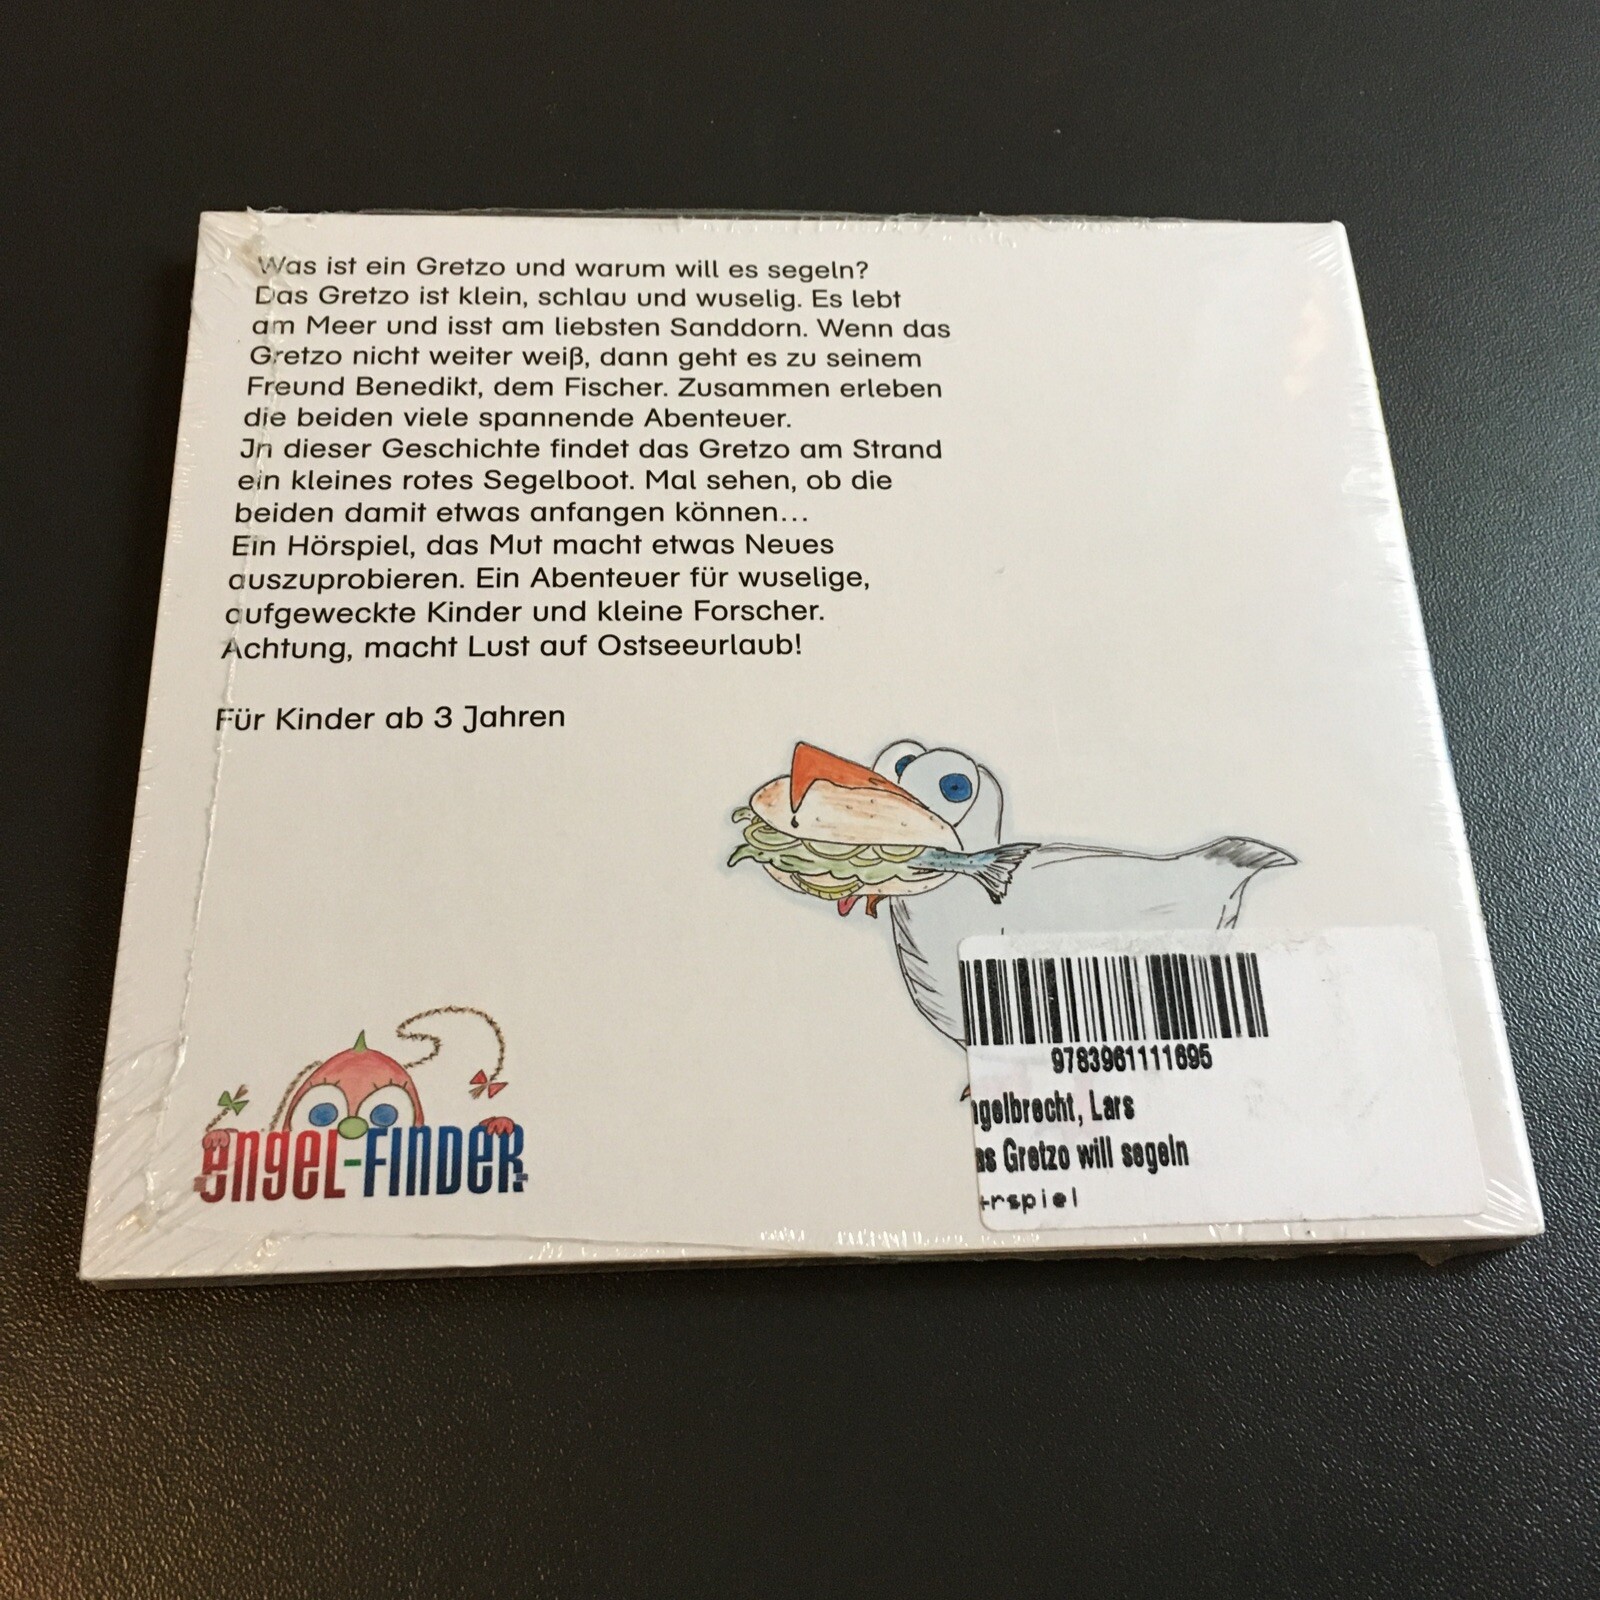 Was ist ein Gretzo und warum will es segeln?
Das Gretzo ist klein, schlau und wuselig. Es lebt
am Meer und isst am liebsten Sanddorn. Wenn das
Gretzo nicht weiter weiß, dann geht es zu seinem
Freund Benedikt, dem Fischer. Zusammen erleben
die beiden viele spannende Abenteuer.
Jn dieser Geschichte findet das Gretzo am Strand
ein kleines rotes Segelboot. Mal sehen, ob die
beiden damit etwas anfangen können...
Ein Hörspiel, das Mut macht etwas Neues
auszuprobieren. Ein Abenteuer für wuselige,
aufgeweckte Kinder und kleine Forscher.
Achtung, macht Lust auf Ostseeurlaub!
Für Kinder ab 3 Jahren
engel-finder
9783961111695
ngelbrecht, Lars
as Gretzo will segeln
rspiel